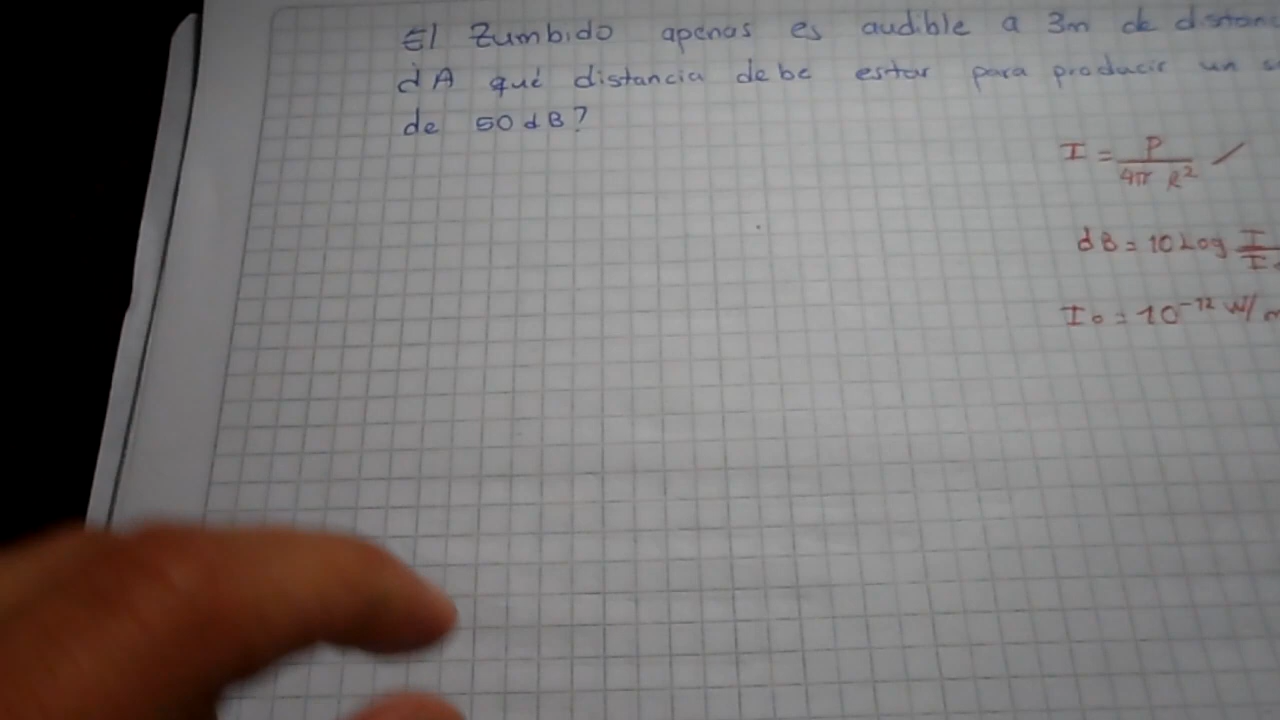 El Zumbido apenas es audible a 3m de distan
d A qué distancia debe estar para producir un
de 50 dB?
I = P / 4π R²
dB = 10 Log I / I
Io = 10⁻¹² W/m